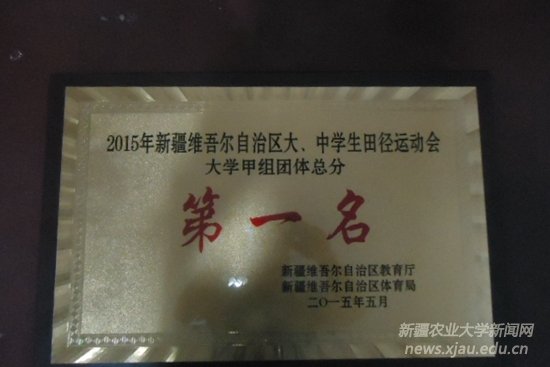 2015年新疆维吾尔自治区大、中学生田径运动会
大学甲组团体总分
第一名
新疆维吾尔自治区教育厅
新疆维吾尔自治区体育局
二〇一五年五月
新疆农业大学新闻网
news.xjau.edu.cn